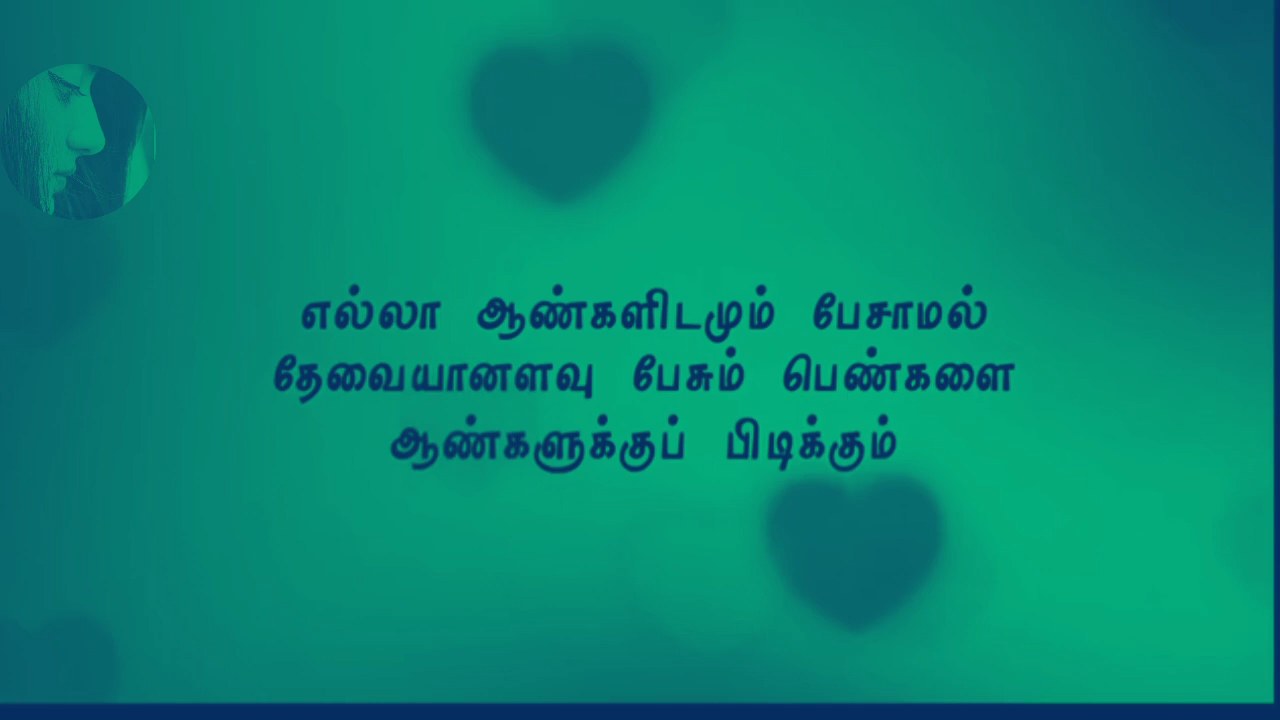 எல்லா ஆண்களிடமும் பேசாமல்
தேவையானளவு பேசும் பெண்களை
ஆண்களுக்குப் பிடிக்கும்